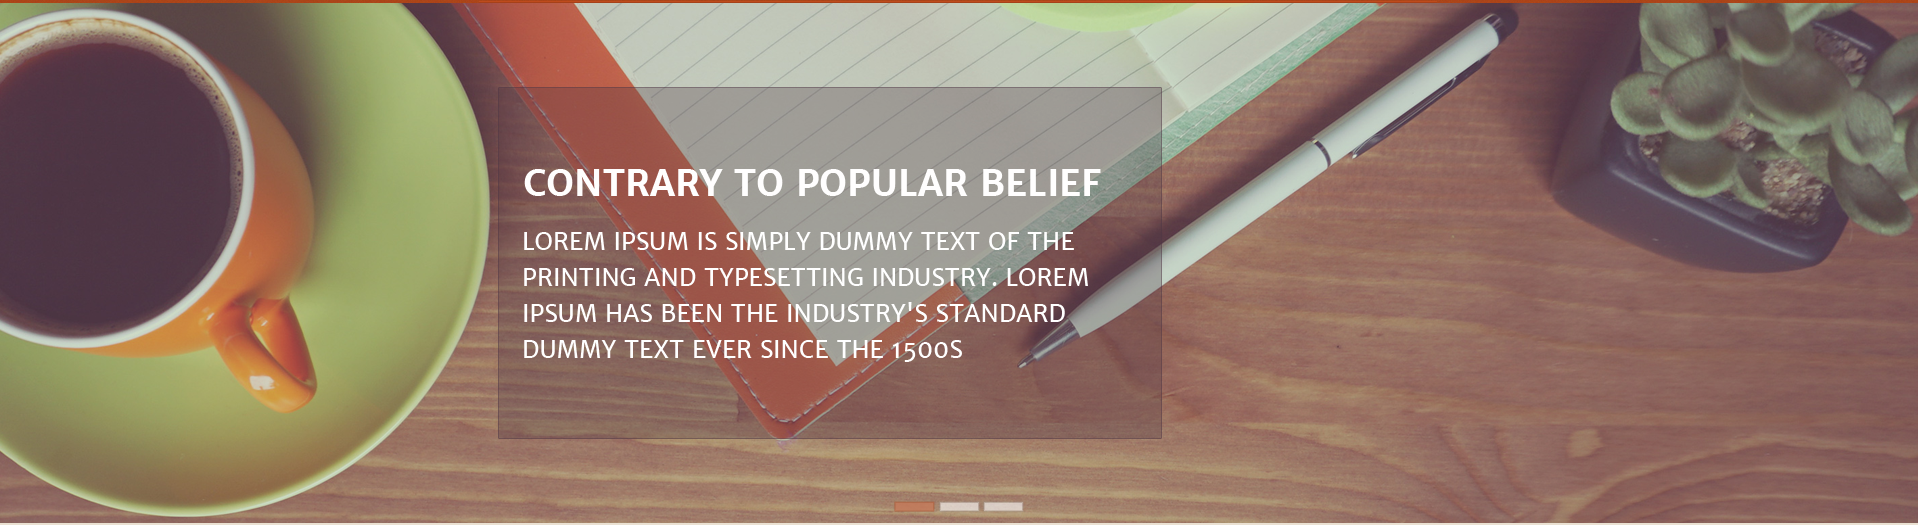 CONTRARY TO POPULAR BELIEF
LOREM IPSUM IS SIMPLY DUMMY TEXT OF THE
PRINTING AND TYPESETTING INDUSTRY. LOREM
IPSUM HAS BEEN THE INDUSTRY'S STANDARD
DUMMY TEXT EVER SINCE THE 1500S